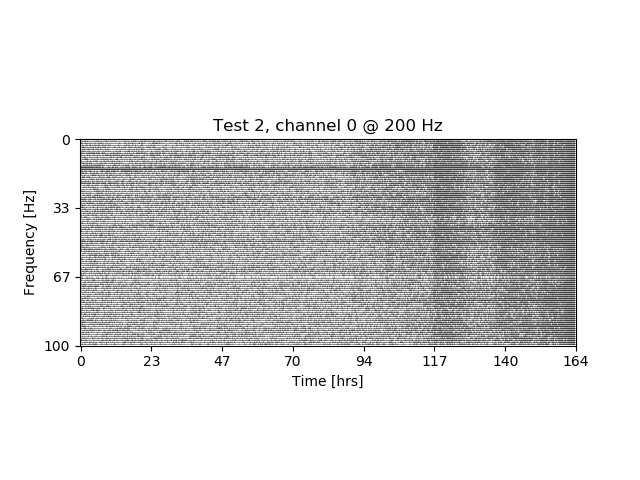 Test 2, channel 0 @ 200 Hz
0
33
67
100
Frequency [Hz]
0 23 47 70 94 117 140 164
Time [hrs]